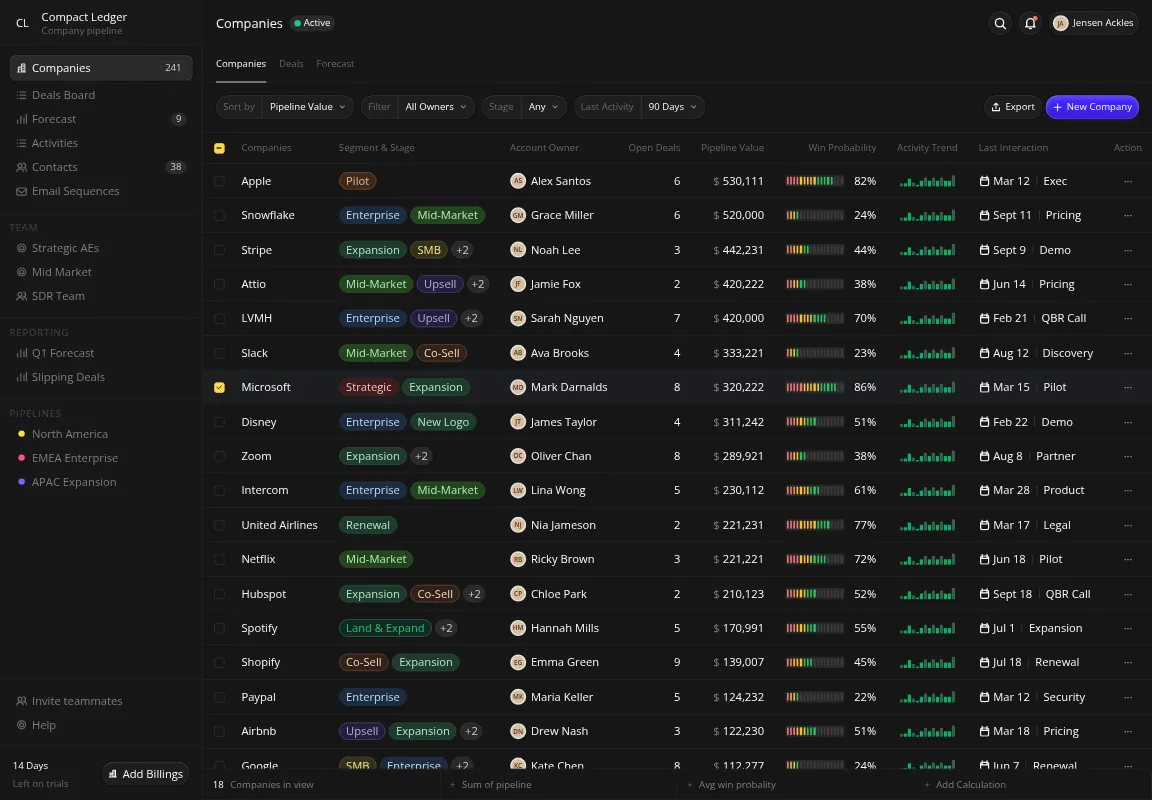 CL Compact Ledger
Company pipeline
Companies Active
JA Jensen Ackles
Companies 241
Deals Board
Forecast 9
Activities
Contacts 38
Email Sequences
TEAM
Strategic AEs
Mid Market
SDR Team
REPORTING
Q1 Forecast
Slipping Deals
PIPELINES
North America
EMEA Enterprise
APAC Expansion
Invite teammates
Help
14 Days
Left on trials
Add Billings
Companies Deals Forecast
Sort by Pipeline Value Filter All Owners Stage Any Last Activity 90 Days Export + New Company
Companies Segment & Stage Account Owner Open Deals Pipeline Value Win Probability Activity Trend Last Interaction Action
Apple Pilot AS Alex Santos 6 $ 530,111 82% Mar 12 Exec ...
Snowflake Enterprise Mid-Market GM Grace Miller 6 $ 520,000 24% Sept 11 Pricing ...
Stripe Expansion SMB +2 NL Noah Lee 3 $ 442,231 44% Sept 9 Demo ...
Attio Mid-Market Upsell +2 JF Jamie Fox 2 $ 420,222 38% Jun 14 Pricing ...
LVMH Enterprise Upsell +2 SN Sarah Nguyen 7 $ 420,000 70% Feb 21 QBR Call ...
Slack Mid-Market Co-Sell AB Ava Brooks 4 $ 333,221 23% Aug 12 Discovery ...
Microsoft Strategic Expansion MD Mark Darnalds 8 $ 320,222 86% Mar 15 Pilot ...
Disney Enterprise New Logo JT James Taylor 4 $ 311,242 51% Feb 22 Demo ...
Zoom Expansion +2 OC Oliver Chan 8 $ 289,921 38% Aug 8 Partner ...
Intercom Enterprise Mid-Market LW Lina Wong 5 $ 230,112 61% Mar 28 Product ...
United Airlines Renewal NJ Nia Jameson 2 $ 221,231 77% Mar 17 Legal ...
Netflix Mid-Market RB Ricky Brown 3 $ 221,221 72% Jun 18 Pilot ...
Hubspot Expansion Co-Sell +2 CP Chloe Park 2 $ 210,123 52% Sept 18 QBR Call ...
Spotify Land & Expand +2 HM Hannah Mills 5 $ 170,991 55% Jul 1 Expansion ...
Shopify Co-Sell Expansion EG Emma Green 9 $ 139,007 45% Jul 18 Renewal ...
Paypal Enterprise MK Maria Keller 5 $ 124,232 22% Mar 12 Security ...
Airbnb Upsell Expansion +2 DN Drew Nash 3 $ 122,230 51% Mar 18 Pricing ...
Google SMB Enterprise +2 KC Kate Chen 8 $ 112,277 24% Jun 7 Renewal ...
18 Companies in view + Sum of pipeline + Avg win probality + Add Calculation